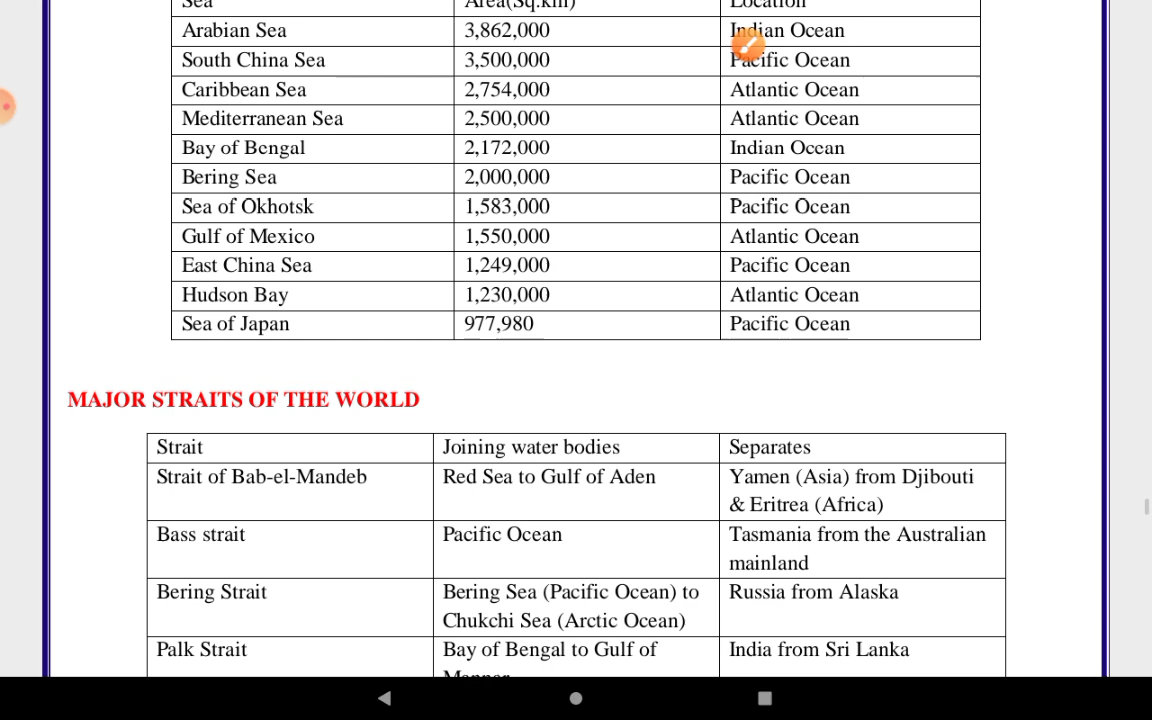 Sea Area(Sq.km) Location
Arabian Sea 3,862,000 Indian Ocean
South China Sea 3,500,000 Pacific Ocean
Caribbean Sea 2,754,000 Atlantic Ocean
Mediterranean Sea 2,500,000 Atlantic Ocean
Bay of Bengal 2,172,000 Indian Ocean
Bering Sea 2,000,000 Pacific Ocean
Sea of Okhotsk 1,583,000 Pacific Ocean
Gulf of Mexico 1,550,000 Atlantic Ocean
East China Sea 1,249,000 Pacific Ocean
Hudson Bay 1,230,000 Atlantic Ocean
Sea of Japan 977,980 Pacific Ocean
MAJOR STRAITS OF THE WORLD
Strait Joining water bodies Separates
Strait of Bab-el-Mandeb Red Sea to Gulf of Aden Yamen (Asia) from Djibouti
& Eritrea (Africa)
Bass strait Pacific Ocean Tasmania from the Australian
mainland
Bering Strait Bering Sea (Pacific Ocean) to Russia from Alaska
Chukchi Sea (Arctic Ocean)
Palk Strait Bay of Bengal to Gulf of India from Sri Lanka